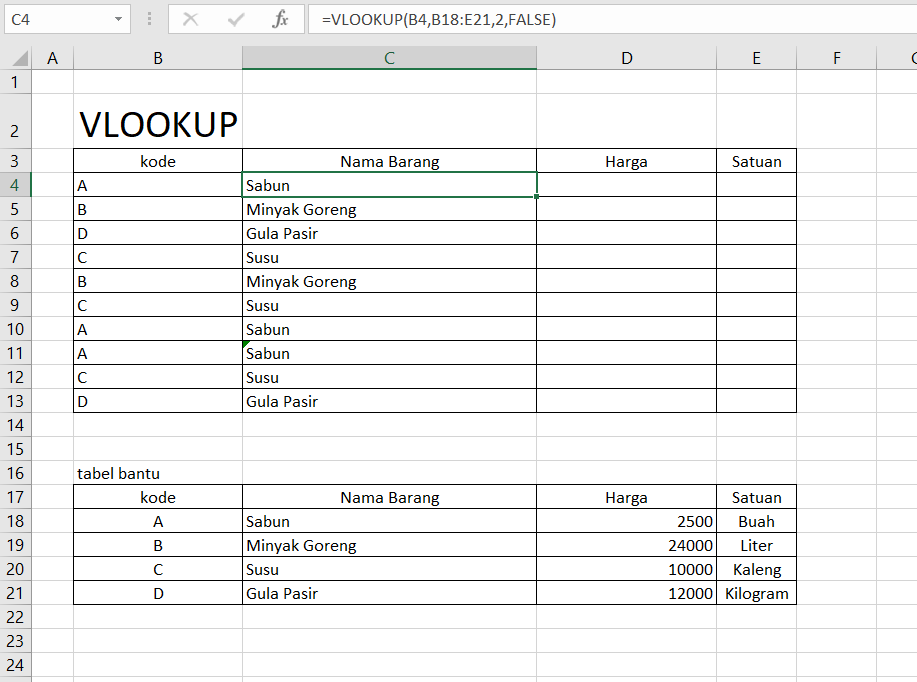 C4 fx =VLOOKUP(B4,B18:E21,2,FALSE)
A B C D E F
1
2 VLOOKUP
3 kode Nama Barang Harga Satuan
4 A Sabun
5 B Minyak Goreng
6 D Gula Pasir
7 C Susu
8 B Minyak Goreng
9 C Susu
10 A Sabun
11 A Sabun
12 C Susu
13 D Gula Pasir
14
15
16 tabel bantu
17 kode Nama Barang Harga Satuan
18 A Sabun 2500 Buah
19 B Minyak Goreng 24000 Liter
20 C Susu 10000 Kaleng
21 D Gula Pasir 12000 Kilogram
22
23
24